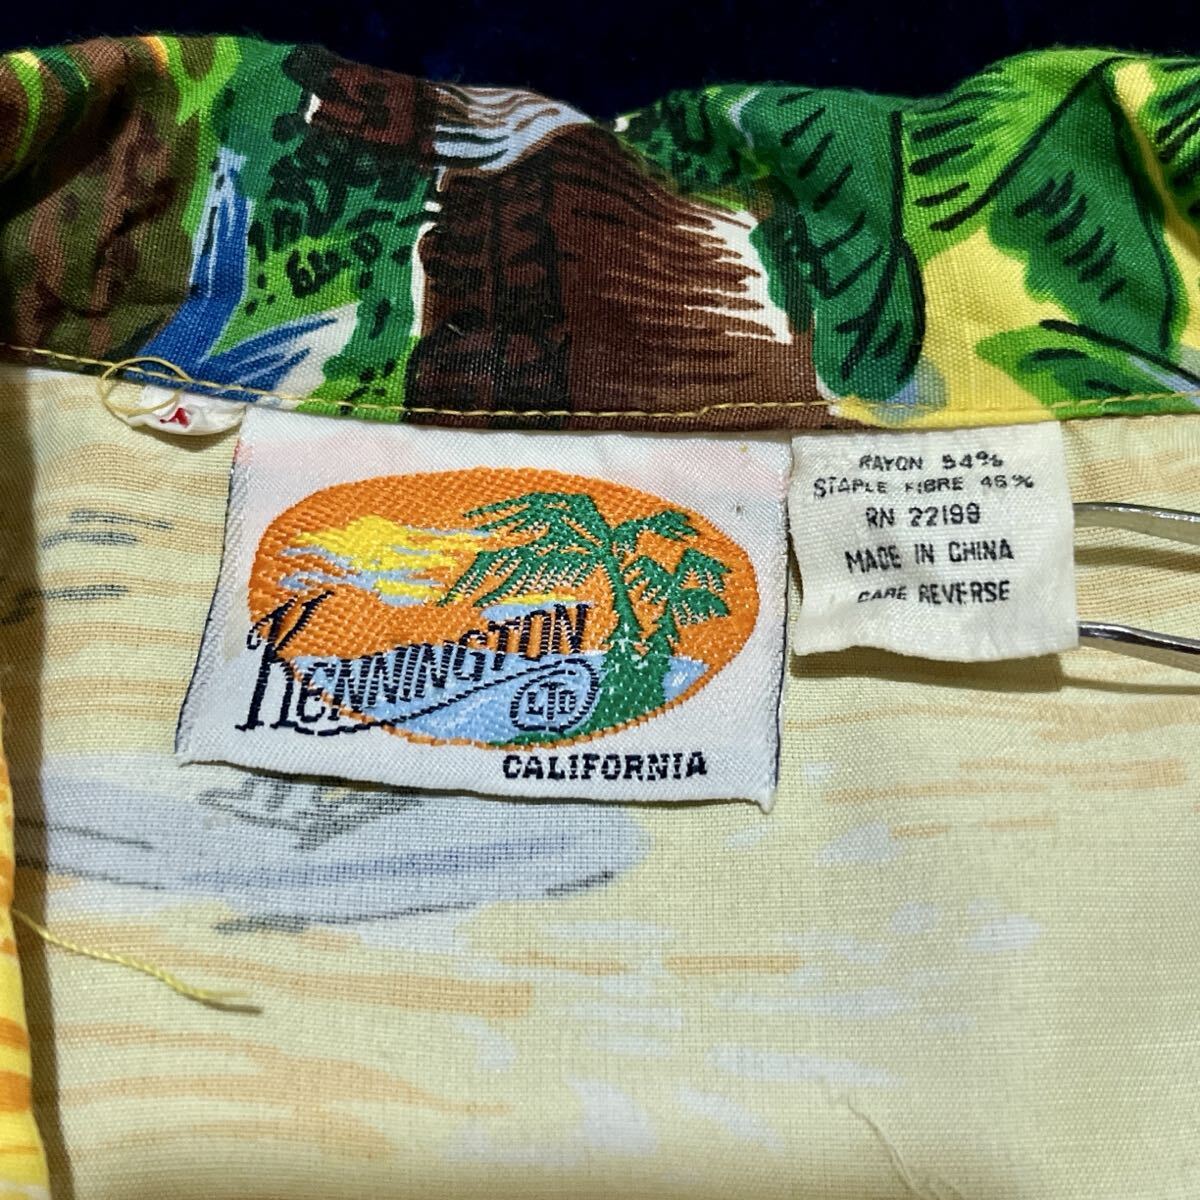 KENNINGTON
LTD
CALIFORNIA
RAYON 54%
STAPLE FIBRE 46%
RN 22199
MADE IN CHINA
CARE REVERSE